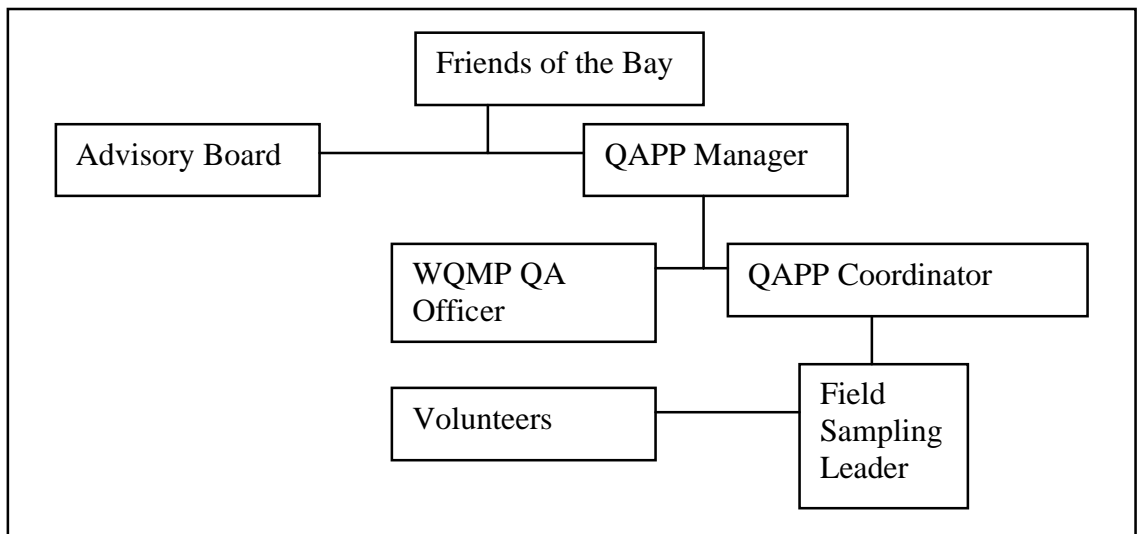 Friends of the Bay
Advisory Board
QAPP Manager
WQMP QA
Officer
QAPP Coordinator
Volunteers
Field
Sampling
Leader